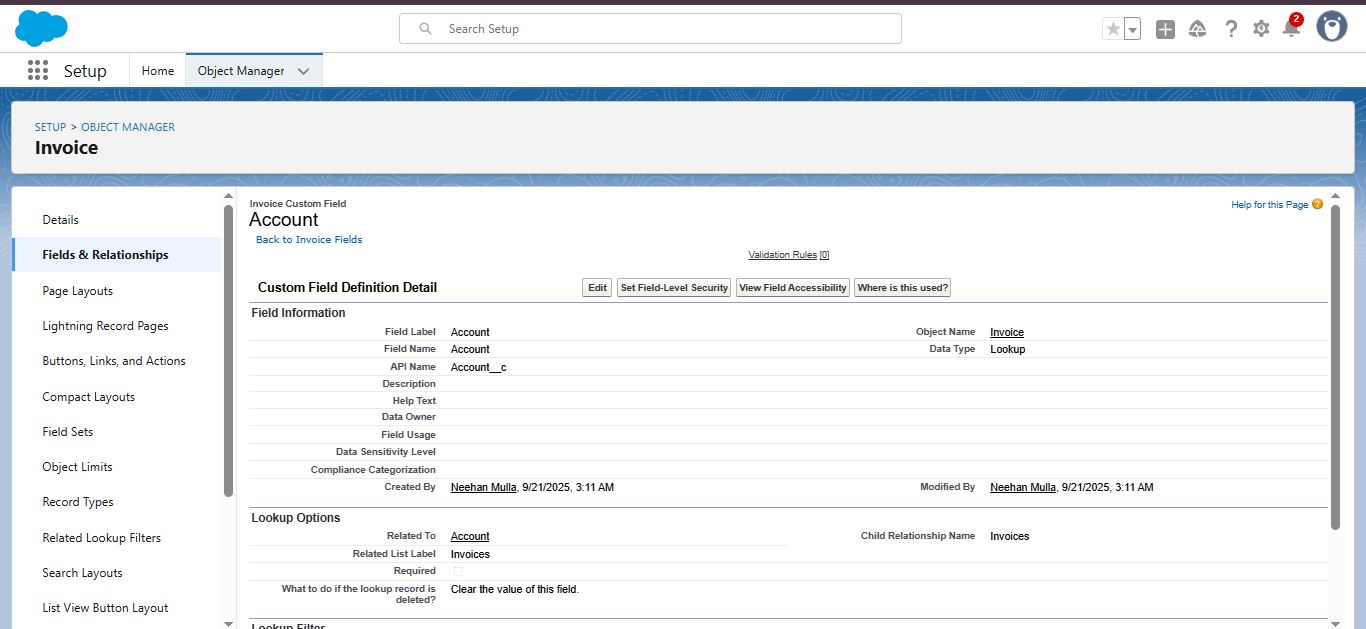 Search Setup
2
Setup
Home
Object Manager
SETUP > OBJECT MANAGER
Invoice
Details
Fields & Relationships
Page Layouts
Lightning Record Pages
Buttons, Links, and Actions
Compact Layouts
Field Sets
Object Limits
Record Types
Related Lookup Filters
Search Layouts
List View Button Layout
Invoice Custom Field
Account
Back to Invoice Fields
Help for this Page ?
Validation Rules [0]
Custom Field Definition Detail Edit Set Field-Level Security View Field Accessibility Where is this used?
Field Information
Field Label Account Object Name Invoice
Field Name Account Data Type Lookup
API Name Account__c
Description
Help Text
Data Owner
Field Usage
Data Sensitivity Level
Compliance Categorization
Created By Neehan Mulla, 9/21/2025, 3:11 AM Modified By Neehan Mulla, 9/21/2025, 3:11 AM
Lookup Options
Related To Account Child Relationship Name Invoices
Related List Label Invoices
Required
What to do if the lookup record is Clear the value of this field.
deleted?
Lookup Filter